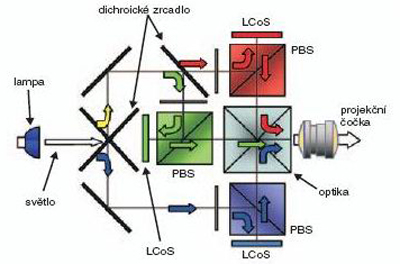 dichroické zrcadlo
LCoS
PBS
lampa
projekční
čočka
světlo
PBS
optika
LCoS
PBS
LCoS